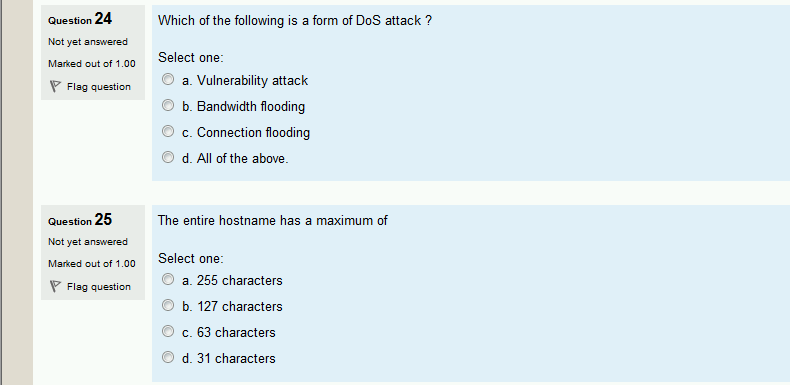 Question 24
Not yet answered
Marked out of 1.00
Flag question
Which of the following is a form of DoS attack ?
Select one:
a. Vulnerability attack
b. Bandwidth flooding
c. Connection flooding
d. All of the above.
Question 25
Not yet answered
Marked out of 1.00
Flag question
The entire hostname has a maximum of
Select one:
a. 255 characters
b. 127 characters
c. 63 characters
d. 31 characters